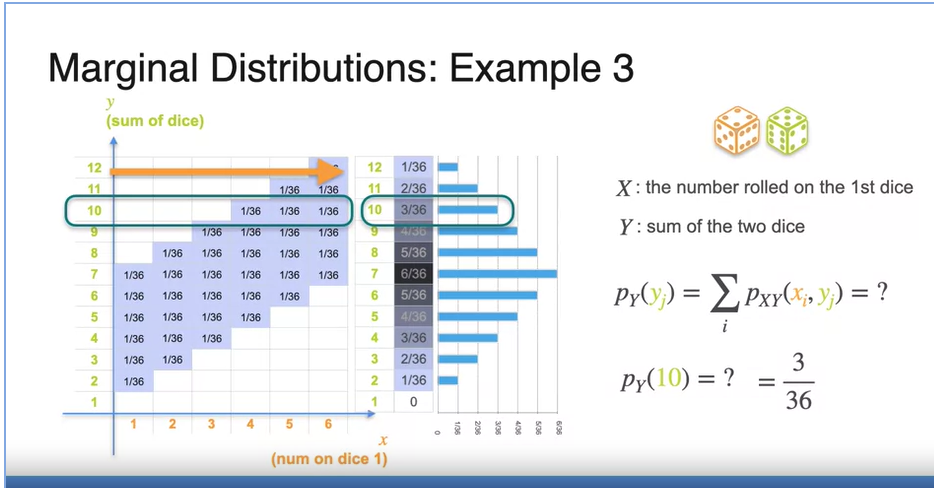 Marginal Distributions: Example 3
y
(sum of dice)
12
11 1/36 1/36
10 1/36 1/36 1/36
9 1/36 1/36 1/36 1/36
8 1/36 1/36 1/36 1/36 1/36
7 1/36 1/36 1/36 1/36 1/36 1/36
6 1/36 1/36 1/36 1/36 1/36
5 1/36 1/36 1/36 1/36
4 1/36 1/36 1/36
3 1/36 1/36
2 1/36
1
1 2 3 4 5 6
x
(num on dice 1)
12 1/36
11 2/36
10 3/36
9 4/36
8 5/36
7 6/36
6 5/36
5 4/36
4 3/36
3 2/36
2 1/36
1 0
0 1/36 2/36 3/36 4/36 5/36 6/36
X : the number rolled on the 1st dice
Y : sum of the two dice
p_Y(y_j) = ∑_i p_XY(x_i, y_j) = ?
p_Y(10) = ? = 3/36